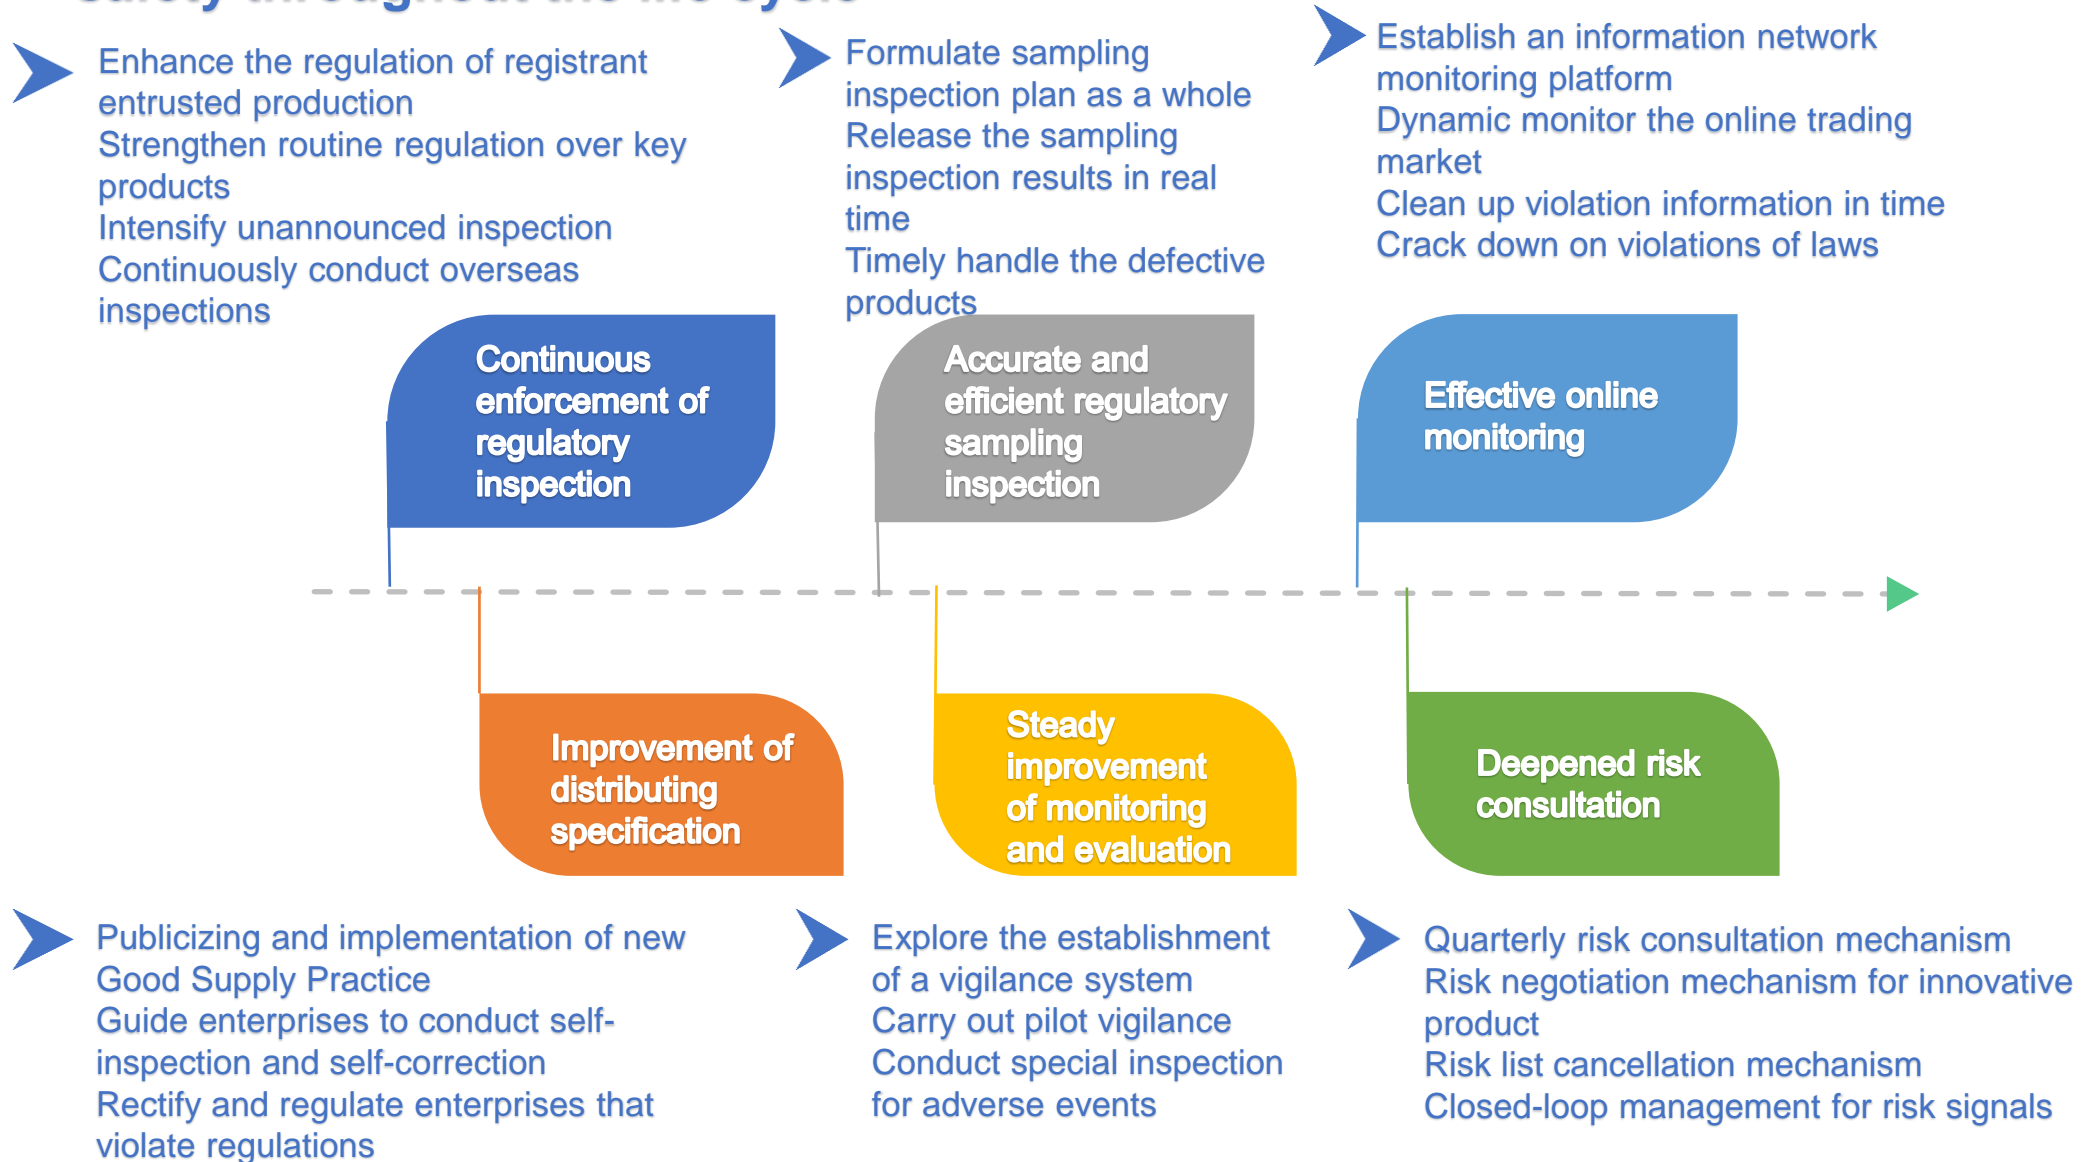 safety throughout the life cycle
Enhance the regulation of registrant
entrusted production
Strengthen routine regulation over key
products
Intensify unannounced inspection
Continuously conduct overseas
inspections
Formulate sampling
inspection plan as a whole
Release the sampling
inspection results in real
time
Timely handle the defective
products
Establish an information network
monitoring platform
Dynamic monitor the online trading
market
Clean up violation information in time
Crack down on violations of laws
Continuous
enforcement of
regulatory
inspection
Accurate and
efficient regulatory
sampling
inspection
Effective online
monitoring
Improvement of
distributing
specification
Steady
improvement
of monitoring
and evaluation
Deepened risk
consultation
Publicizing and implementation of new
Good Supply Practice
Guide enterprises to conduct self-
inspection and self-correction
Rectify and regulate enterprises that
violate regulations
Explore the establishment
of a vigilance system
Carry out pilot vigilance
Conduct special inspection
for adverse events
Quarterly risk consultation mechanism
Risk negotiation mechanism for innovative
product
Risk list cancellation mechanism
Closed-loop management for risk signals